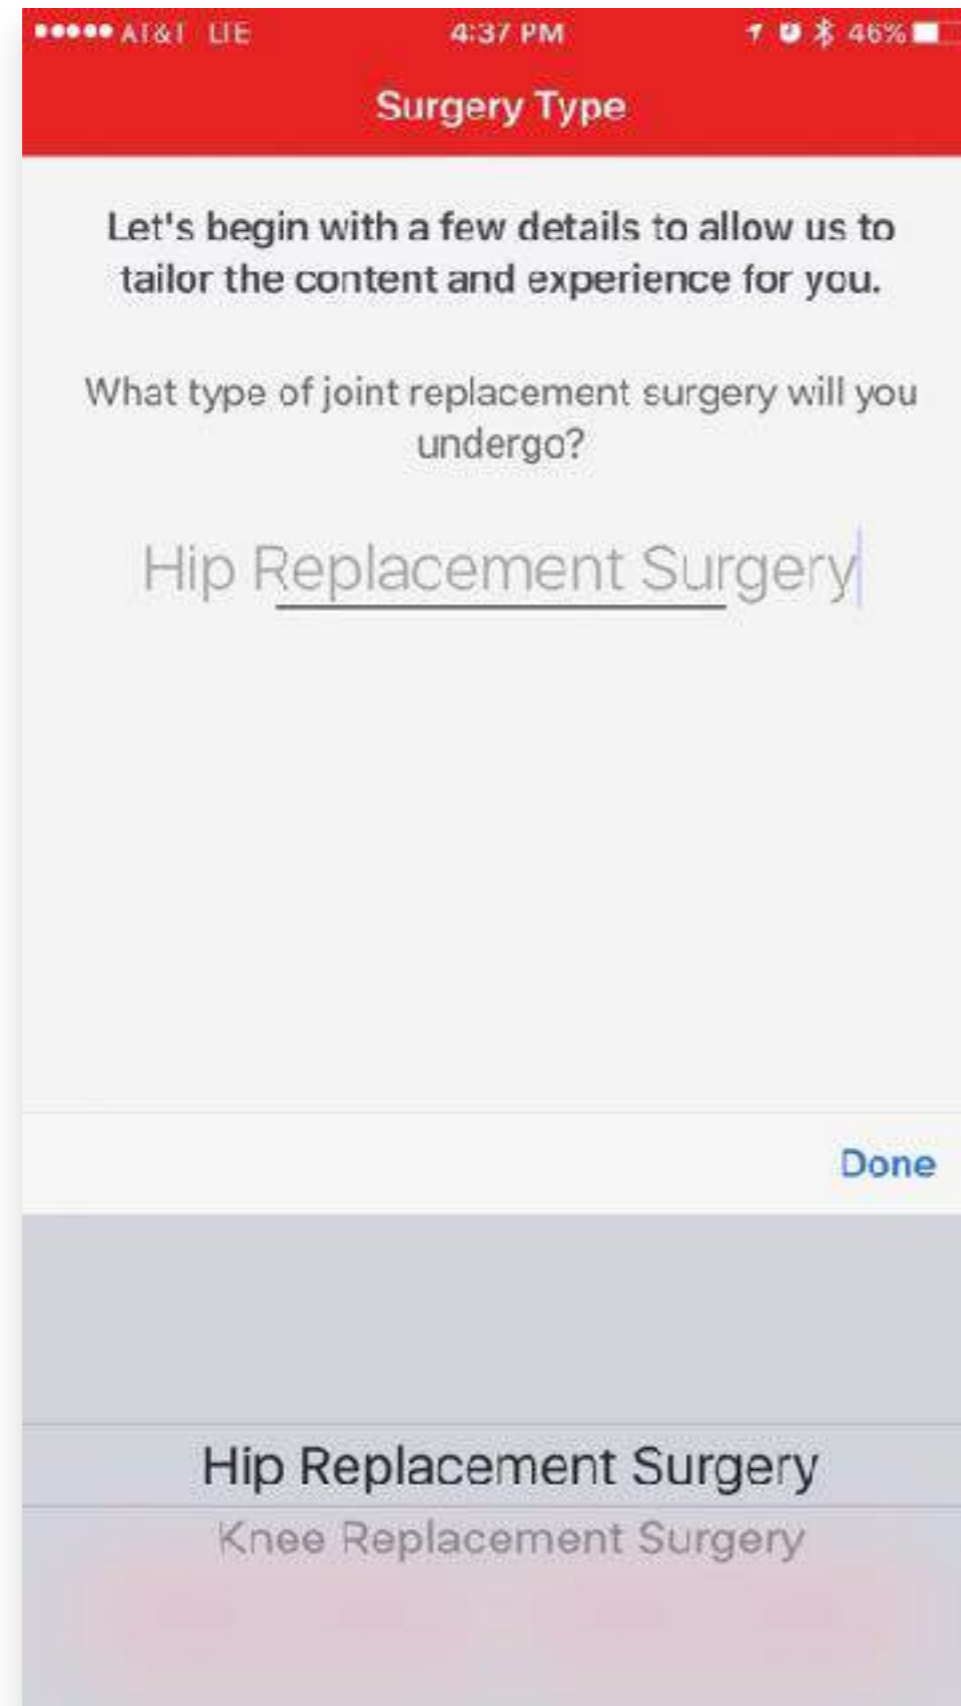 AT&T LTE 4:37 PM 46%
Surgery Type
Let's begin with a few details to allow us to
tailor the content and experience for you.
What type of joint replacement surgery will you
undergo?
Hip Replacement Surgery
Done
Hip Replacement Surgery
Knee Replacement Surgery